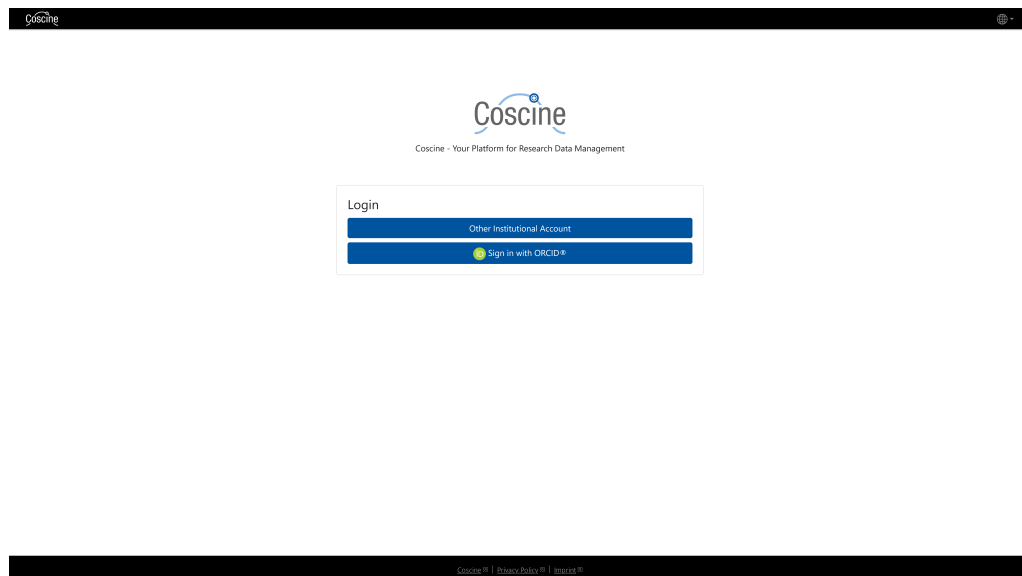 Coscine
Coscine
Coscine - Your Platform for Research Data Management
Login
Other Institutional Account
iD Sign in with ORCID®
Coscine | Privacy Policy | Imprint